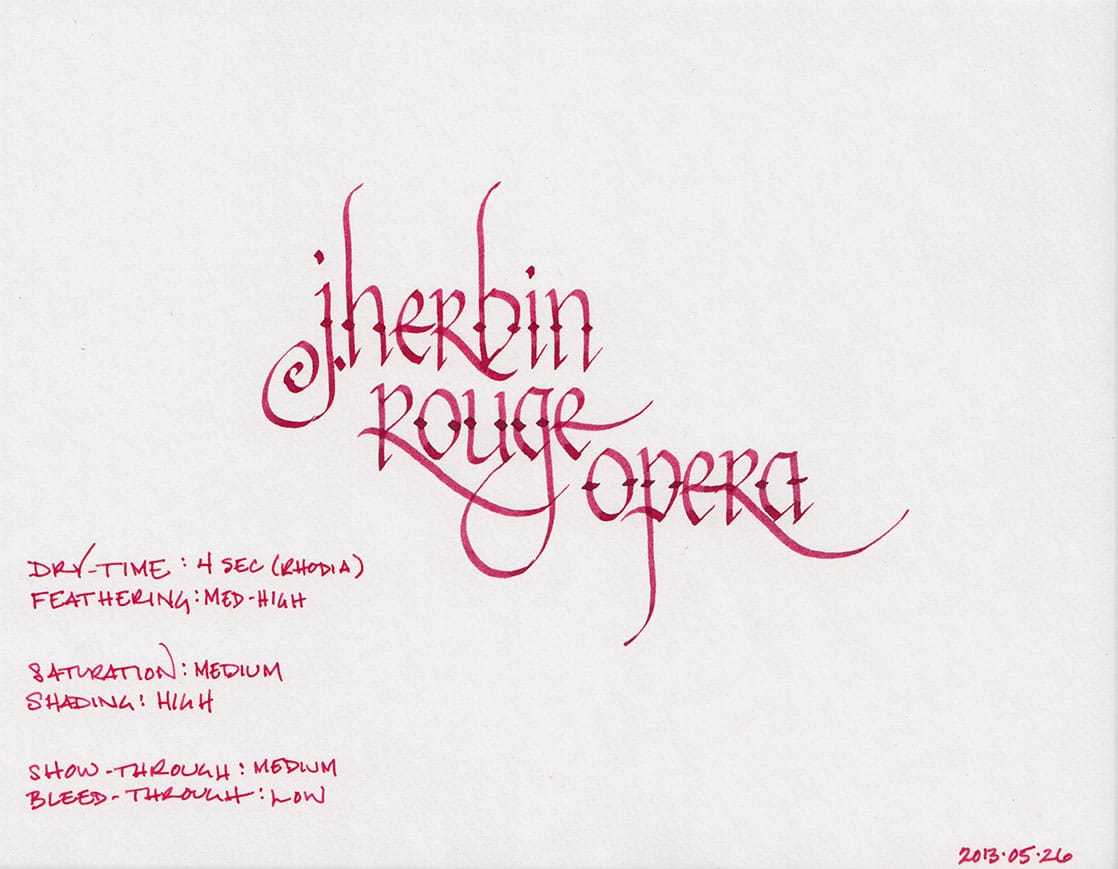 j.herbin
rouge
opera
DRY-TIME: 4 SEC (RHODIA)
FEATHERING: MED-HIGH
SATURATION: MEDIUM
SHADING: HIGH
SHOW-THROUGH: MEDIUM
BLEED-THROUGH: LOW
2013·05·26